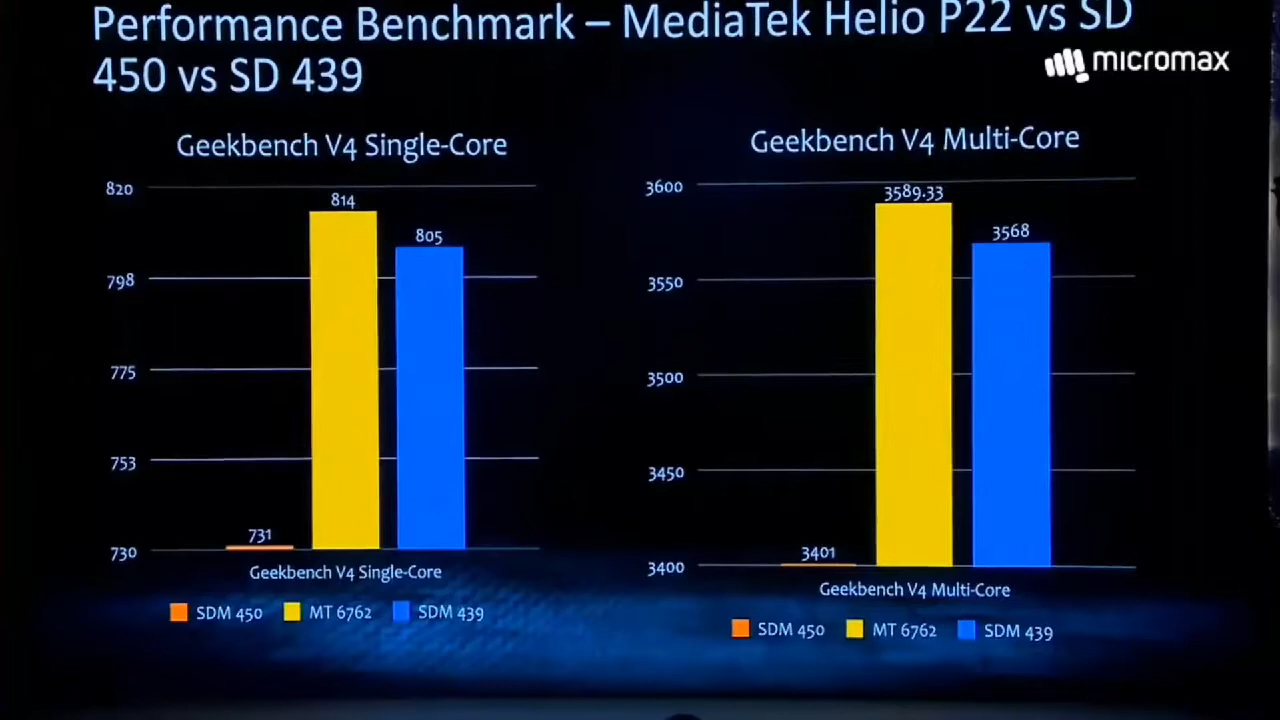 Performance Benchmark – MediaTek Helio P22 vs SD
450 vs SD 439
micromax
Geekbench V4 Single-Core
820
798
775
753
730
814
805
731
Geekbench V4 Single-Core
SDM 450 MT 6762 SDM 439
Geekbench V4 Multi-Core
3600
3550
3500
3450
3400
3589.33
3568
3401
Geekbench V4 Multi-Core
SDM 450 MT 6762 SDM 439